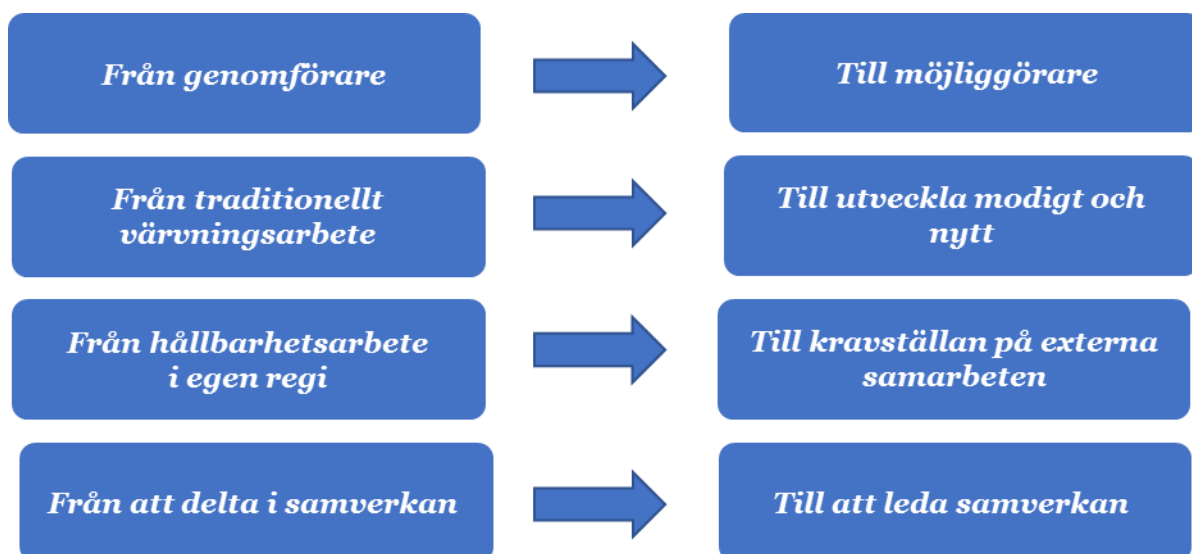 Från genomförare
Till möjliggörare
Från traditionellt
värvningsarbete
Till utveckla modigt och
nytt
Från hållbarhetsarbete
i egen regi
Till kravställan på externa
samarbeten
Från att delta i samverkan
Till att leda samverkan